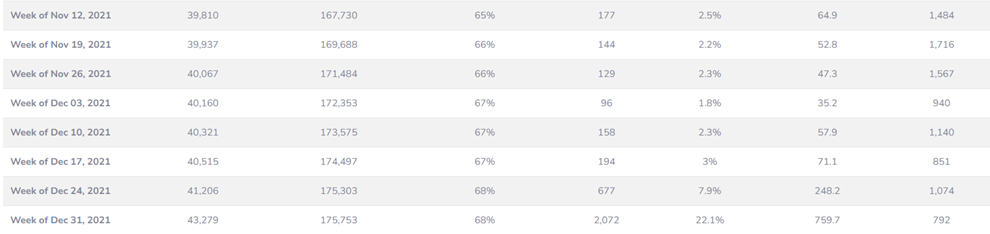 Week of Nov 12, 2021 39,810 167,730 65% 177 2.5% 64.9 1,484
Week of Nov 19, 2021 39,937 169,688 66% 144 2.2% 52.8 1,716
Week of Nov 26, 2021 40,067 171,484 66% 129 2.3% 47.3 1,567
Week of Dec 03, 2021 40,160 172,353 67% 96 1.8% 35.2 940
Week of Dec 10, 2021 40,321 173,575 67% 158 2.3% 57.9 1,140
Week of Dec 17, 2021 40,515 174,497 67% 194 3% 71.1 851
Week of Dec 24, 2021 41,206 175,303 68% 677 7.9% 248.2 1,074
Week of Dec 31, 2021 43,279 175,753 68% 2,072 22.1% 759.7 792